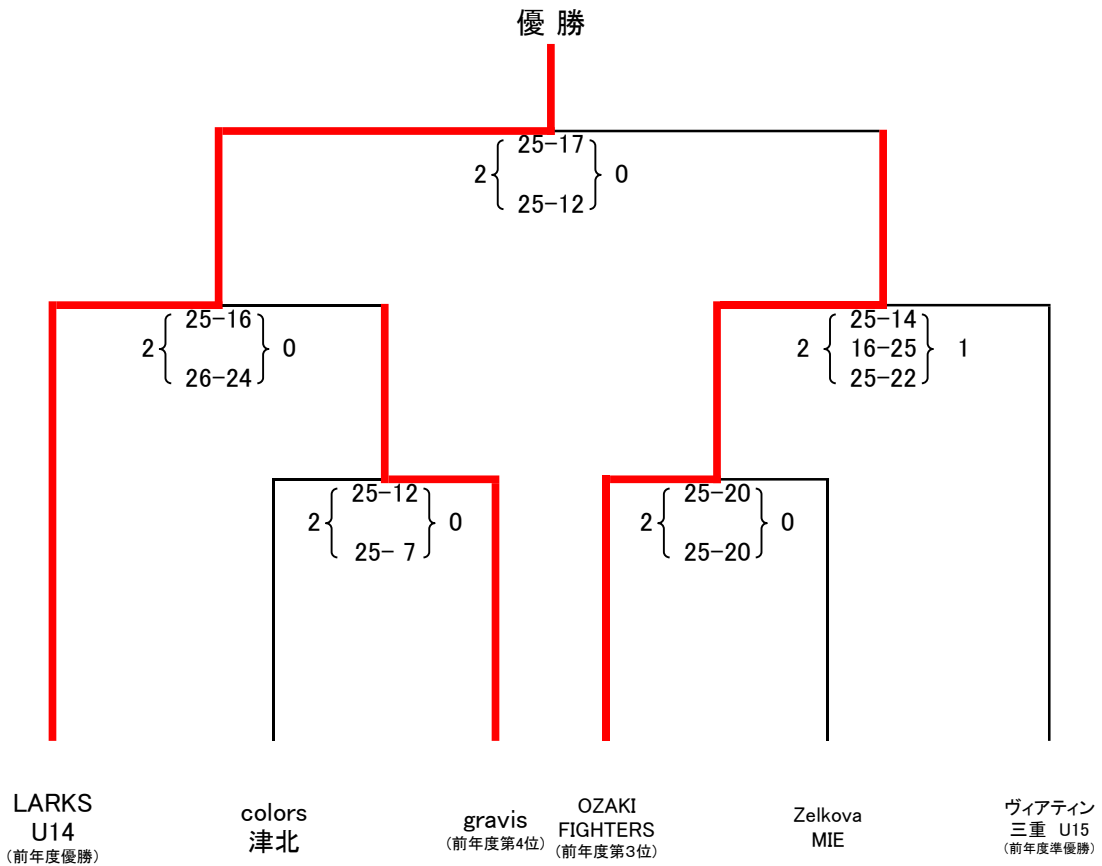 優 勝
25-17
2 0
25-12
25-16
2 0
26-24
25-14
2 16-25 1
25-22
25-12
2 0
25- 7
25-20
2 0
25-20
LARKS
U14
(前年度優勝)
colors
津北
gravis
(前年度第4位)
OZAKI
FIGHTERS
(前年度第3位)
Zelkova
MIE
ヴィアティン
三重 U15
(前年度準優勝)